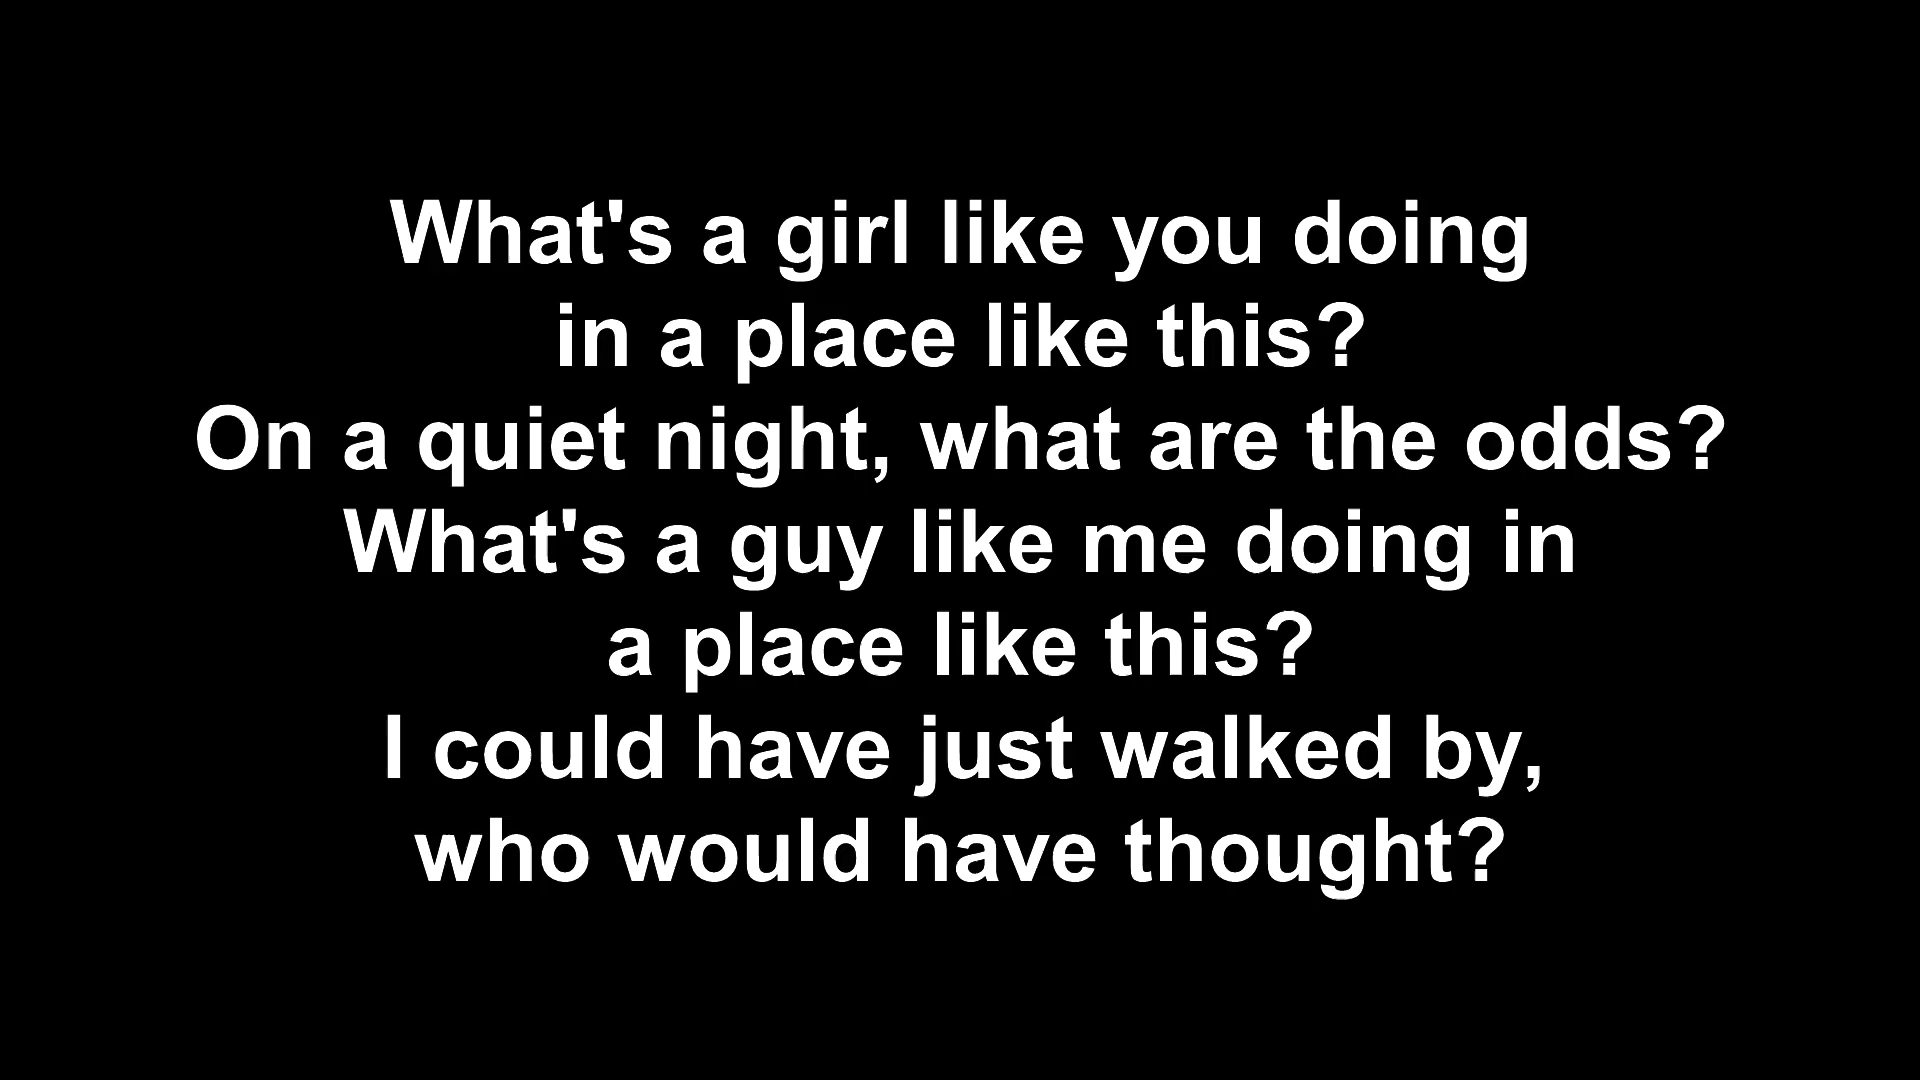 What's a girl like you doing
in a place like this?
On a quiet night, what are the odds?
What's a guy like me doing in
a place like this?
I could have just walked by,
who would have thought?